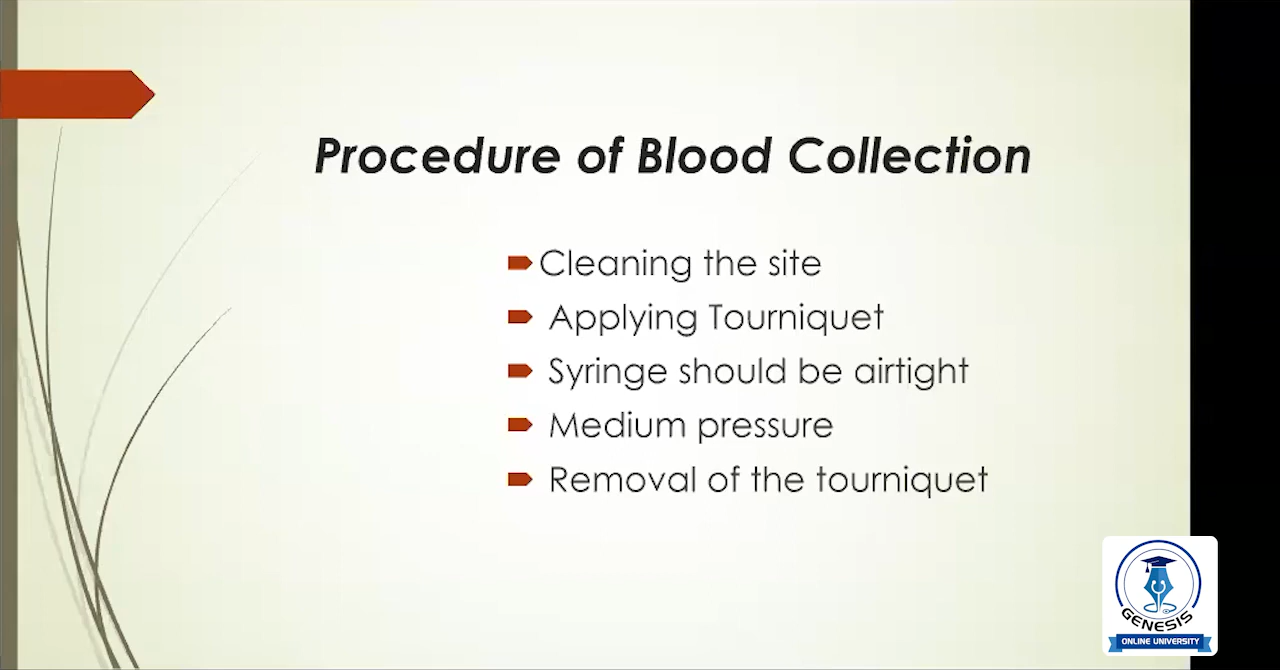 Procedure of Blood Collection
Cleaning the site
Applying Tourniquet
Syringe should be airtight
Medium pressure
Removal of the tourniquet
GENESIS
ONLINE UNIVERSITY